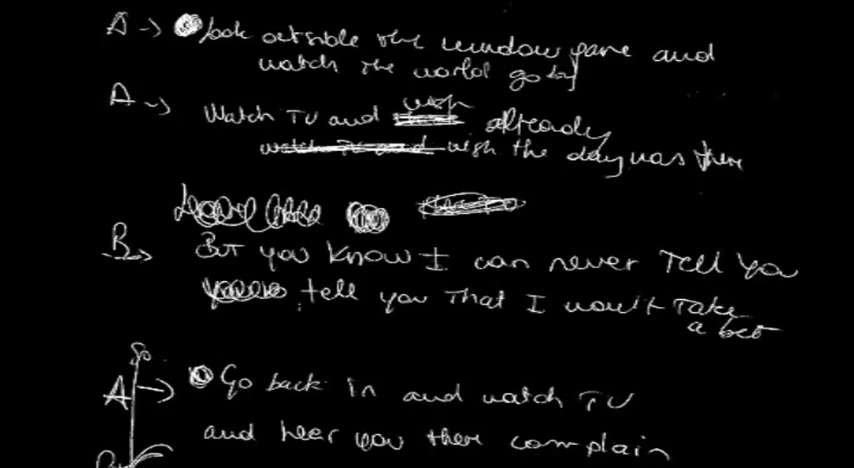 A → look outside the window pane and
watch the world go by
A → Watch TV and wish already
wish the day was there
B → But you know I can never Tell you
tell you that I won't Take
a bet
go
A → Go back in and watch TV
and hear you there complain
B